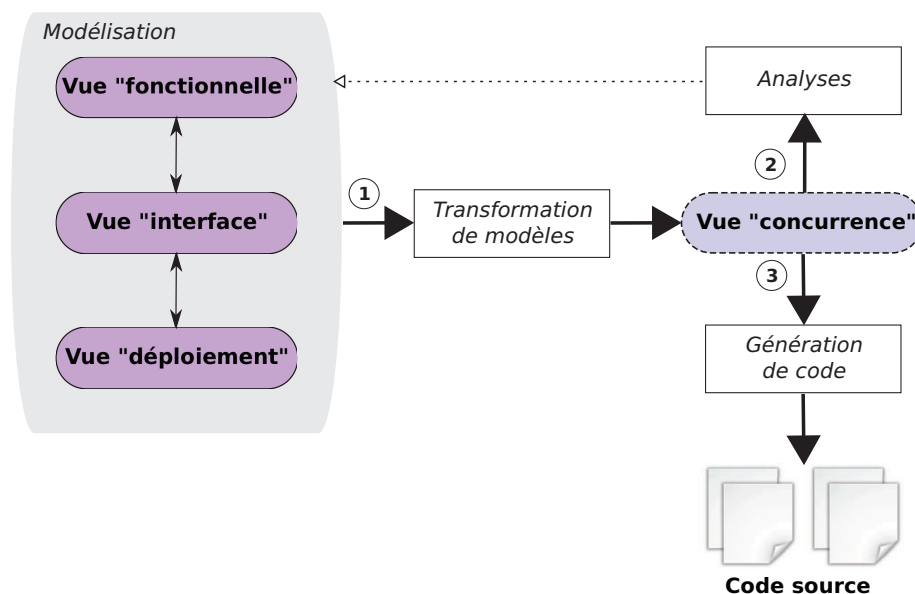 Modélisation
Vue "fonctionnelle"
Vue "interface"
Vue "déploiement"
1
Transformation
de modèles
Analyses
2
Vue "concurrence"
3
Génération
de code
Code source